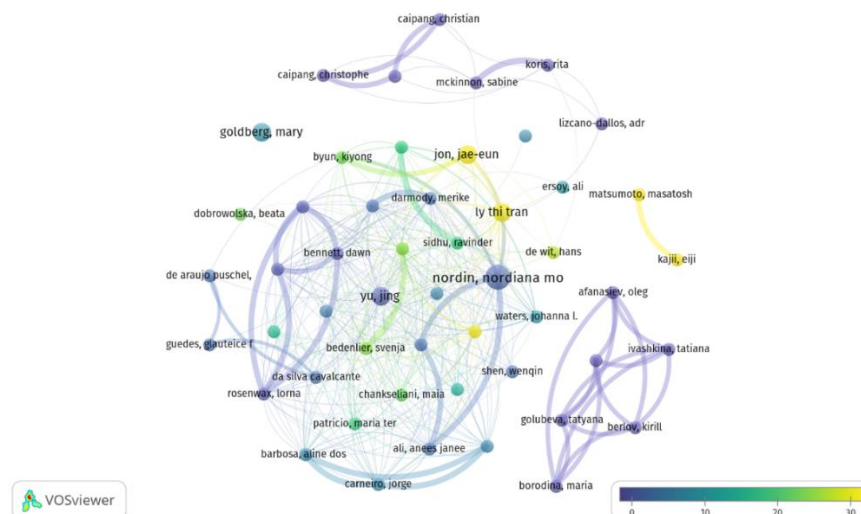 caipang, christian
caipang, christophe
koris, rita
mckinnon, sabine
lizcano-dallos, adr
goldberg, mary
byun, kiyong
jon, jae-eun
ersoy, ali
matsumoto, masatosh
darmody, merike
ly thi tran
dobrowolska, beata
sidhu, ravinder
bennett, dawn
de wit, hans
kajii, eiji
de araujo puschel,
nordin, nordiana mo
yu, jing
afanasiev, oleg
waters, johanna l.
guedes, glauteice f
bedenlier, svenja
ivashkina, tatiana
da silva cavalcante
shen, wenqin
rosenwax, lorna
chankseliani, maia
golubeva, tatyana
patricio, maria ter
berlov, kirill
ali, anees janee
barbosa, aline dos
carneiro, jorge
borodina, maria
VOSviewer
0 10 20 30